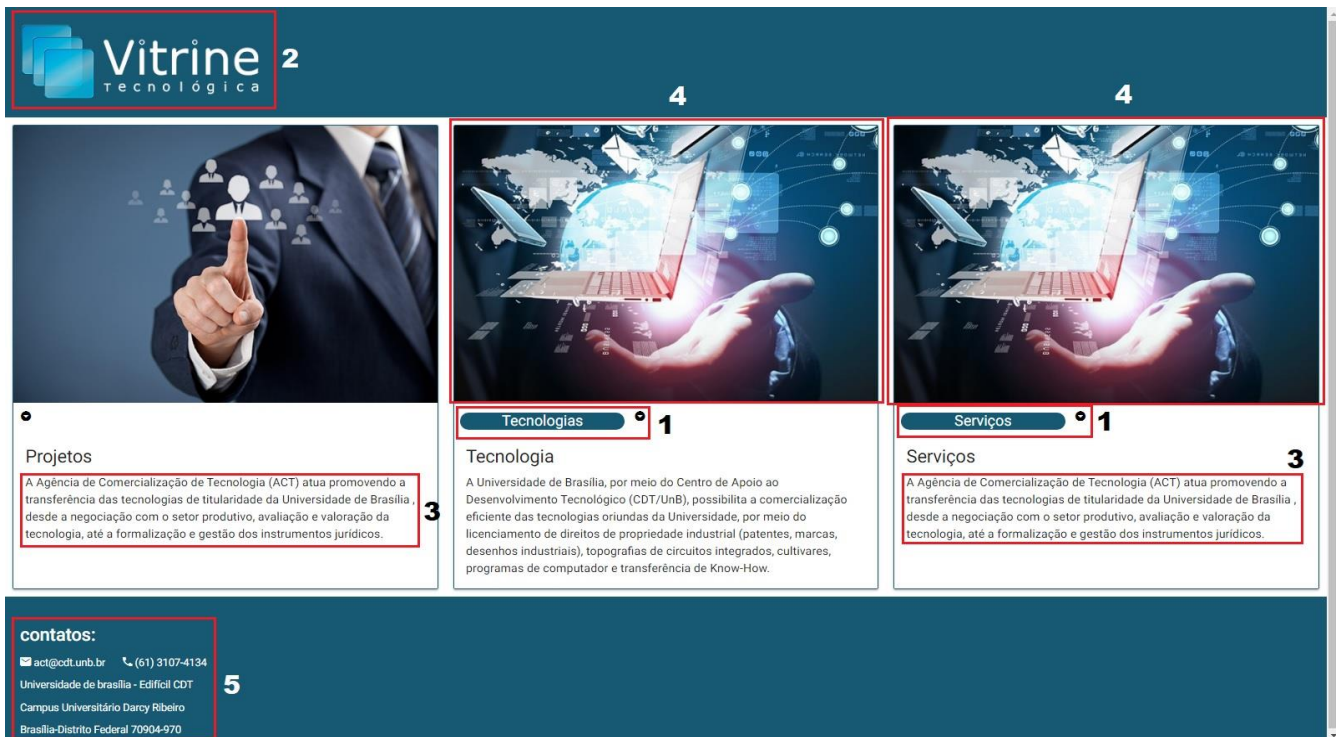 Vitrine
Tecnológica
2
4
4
Tecnologias
1
Serviços
1
Projetos
A Agência de Comercialização de Tecnologia (ACT) atua promovendo a
transferência das tecnologias de titularidade da Universidade de Brasília ,
desde a negociação com o setor produtivo, avaliação e valoração da
tecnologia, até a formalização e gestão dos instrumentos jurídicos.
3
Tecnologia
A Universidade de Brasília, por meio do Centro de Apoio ao
Desenvolvimento Tecnológico (CDT/UnB), possibilita a comercialização
eficiente das tecnologias oriundas da Universidade, por meio do
licenciamento de direitos de propriedade industrial (patentes, marcas,
desenhos industriais), topografias de circuitos integrados, cultivares,
programas de computador e transferência de Know-How.
Serviços
3
A Agência de Comercialização de Tecnologia (ACT) atua promovendo a
transferência das tecnologias de titularidade da Universidade de Brasília ,
desde a negociação com o setor produtivo, avaliação e valoração da
tecnologia, até a formalização e gestão dos instrumentos jurídicos.
contatos:
act@cdt.unb.br (61) 3107-4134
Universidade de brasília - Edifícil CDT
5
Campus Universitário Darcy Ribeiro
Brasília-Distrito Federal 70904-970